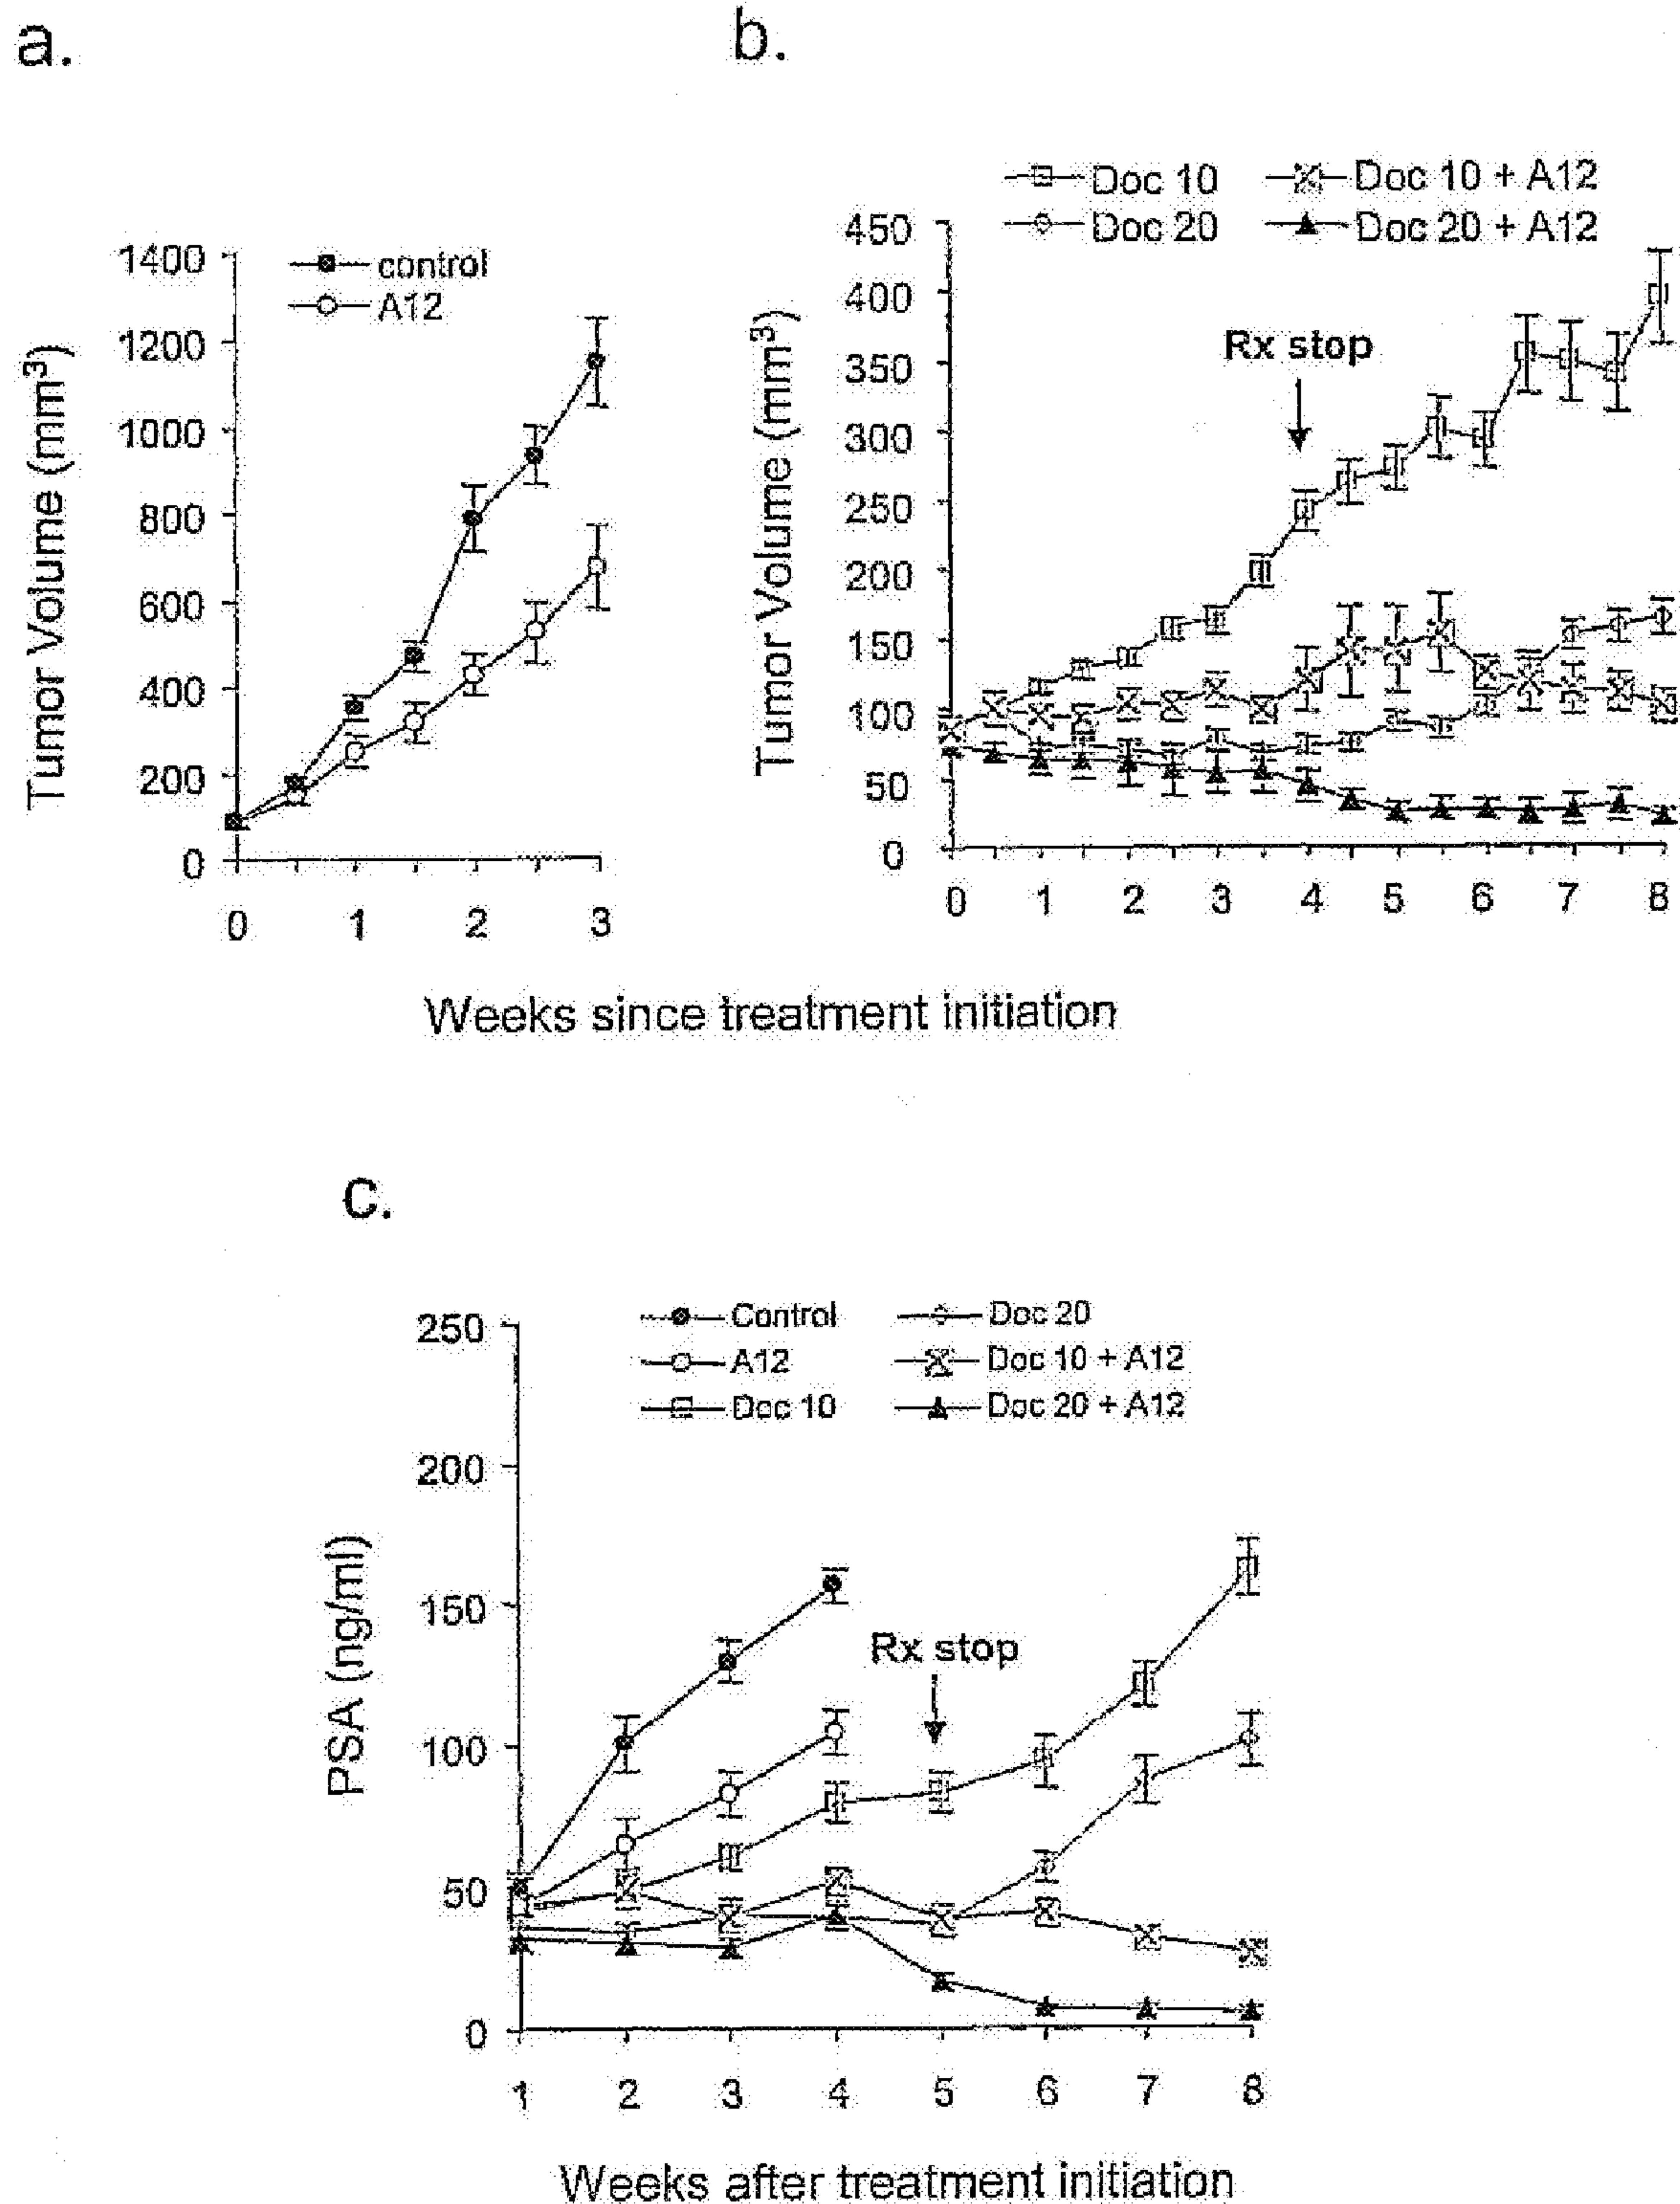 a.
control
A12
Tumor Volume (mm³)
1400
1200
1000
800
600
400
200
0
0 1 2 3
b.
Doc 10
Doc 10 + A12
Doc 20
Doc 20 + A12
Tumor Volume (mm³)
450
400
350
300
250
200
150
100
50
0
Rx stop
0 1 2 3 4 5 6 7 8
Weeks since treatment initiation
c.
Control
Doc 20
A12
Doc 10 + A12
Doc 10
Doc 20 + A12
PSA (ng/ml)
250
200
150
100
50
0
Rx stop
1 2 3 4 5 6 7 8
Weeks after treatment initiation